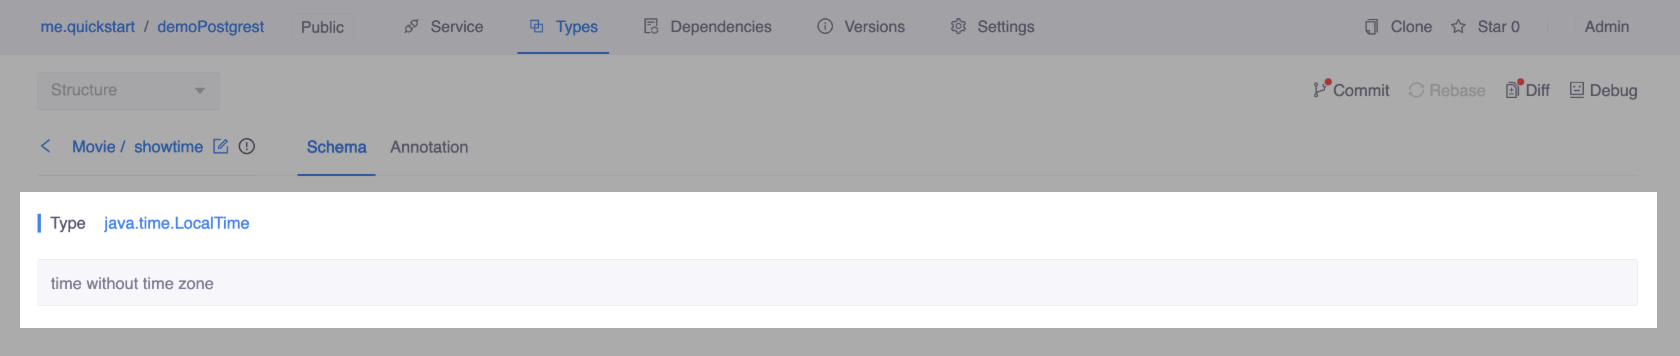 me.quickstart / demoPostgrest Public Service Types Dependencies Versions Settings Clone Star 0 Admin
Structure Commit Rebase Diff Debug
Movie / showtime Schema Annotation
Type java.time.LocalTime
time without time zone